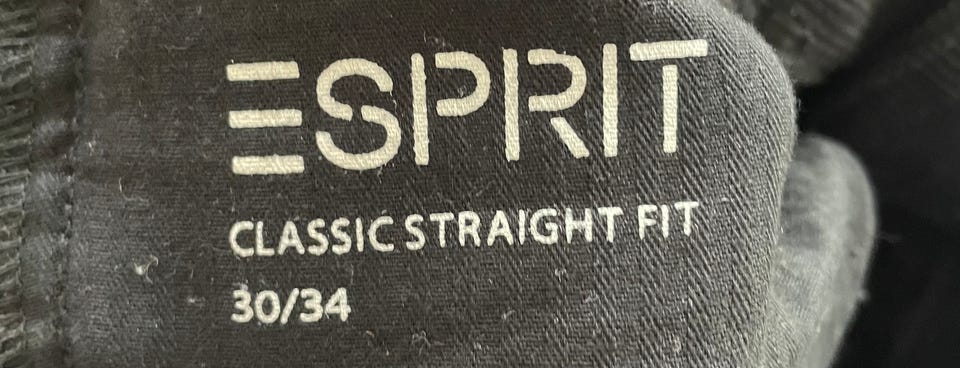 ESPRIT
CLASSIC STRAIGHT FIT
30/34